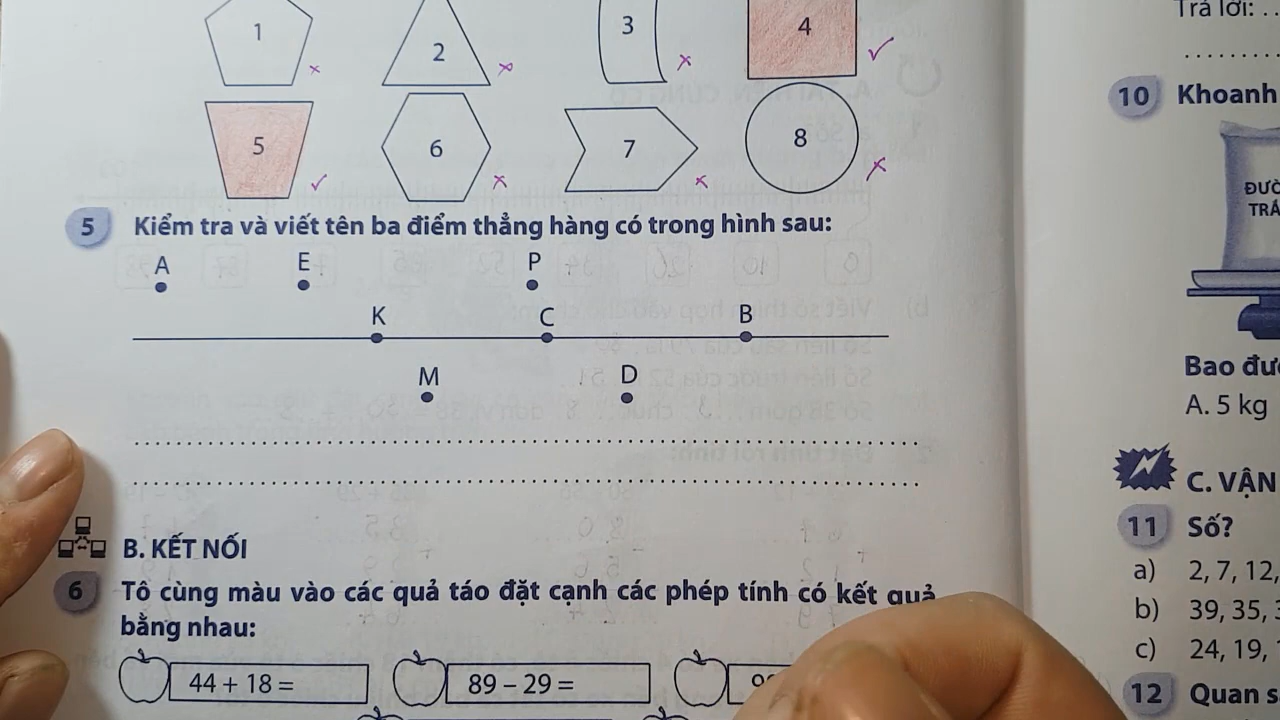 1 2 3 4
5 6 7 8
5 Kiểm tra và viết tên ba điểm thẳng hàng có trong hình sau:
A E P
K C B
M D
B. KẾT NỐI
6 Tô cùng màu vào các quả táo đặt cạnh các phép tính có kết quả
bằng nhau:
44 + 18 = 89 – 29 =
Trả lời:
10 Khoanh
Bao đư
A. 5 kg
C. VẬN
11 Số?
a) 2, 7, 12,
b) 39, 35,
c) 24, 19,
12 Quan s